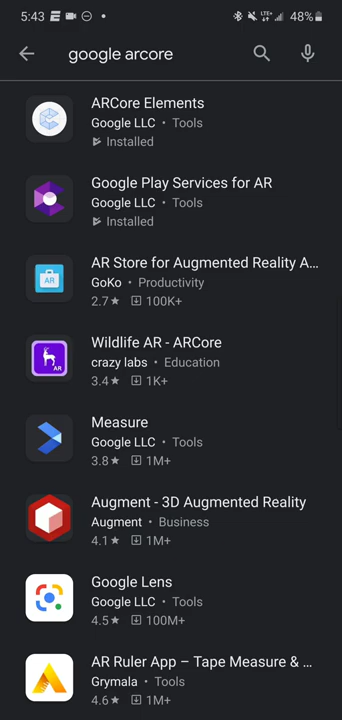 5:43
LTE+
48%
google arcore
ARCore Elements
Google LLC • Tools
Installed
Google Play Services for AR
Google LLC • Tools
Installed
AR
AR Store for Augmented Reality A...
GoKo • Productivity
2.7★ 100K+
AR
Wildlife AR - ARCore
crazy labs • Education
3.4★ 1K+
Measure
Google LLC • Tools
3.8★ 1M+
Augment - 3D Augmented Reality
Augment • Business
4.1★ 1M+
Google Lens
Google LLC • Tools
4.5★ 100M+
AR Ruler App – Tape Measure & ...
Grymala • Tools
4.6★ 1M+